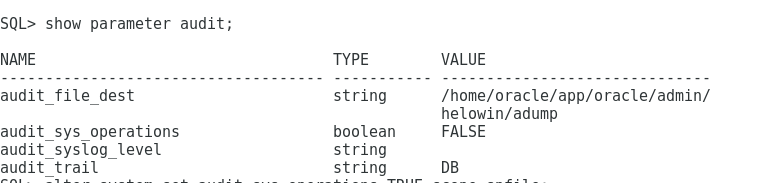 SQL> show parameter audit;
NAME TYPE VALUE
------------------------------------ ----------- ------------------------------
audit_file_dest string /home/oracle/app/oracle/admin/
helowin/adump
audit_sys_operations boolean FALSE
audit_syslog_level string
audit_trail string DB
SQL> alter system set audit_sys_operations=TRUE scope=spfile;